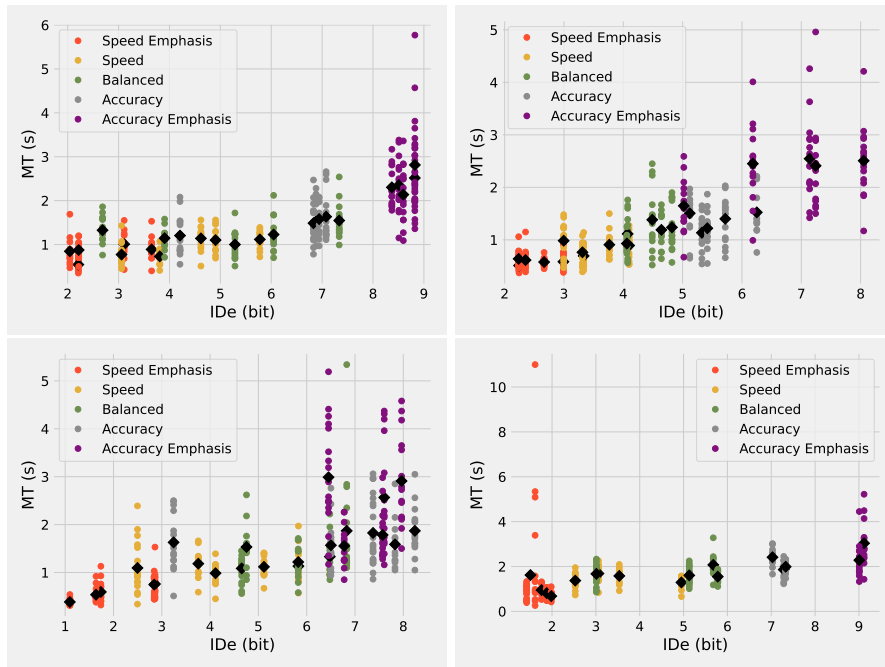 6
5
4
3
2
1
MT (s)
Speed Emphasis
Speed
Balanced
Accuracy
Accuracy Emphasis
2 3 4 5 6 7 8 9
IDe (bit)
5
4
3
2
1
MT (s)
Speed Emphasis
Speed
Balanced
Accuracy
Accuracy Emphasis
2 3 4 5 6 7 8
IDe (bit)
5
4
3
2
1
MT (s)
Speed Emphasis
Speed
Balanced
Accuracy
Accuracy Emphasis
1 2 3 4 5 6 7 8
IDe (bit)
10
8
6
4
2
0
MT (s)
Speed Emphasis
Speed
Balanced
Accuracy
Accuracy Emphasis
2 3 4 5 6 7 8 9
IDe (bit)